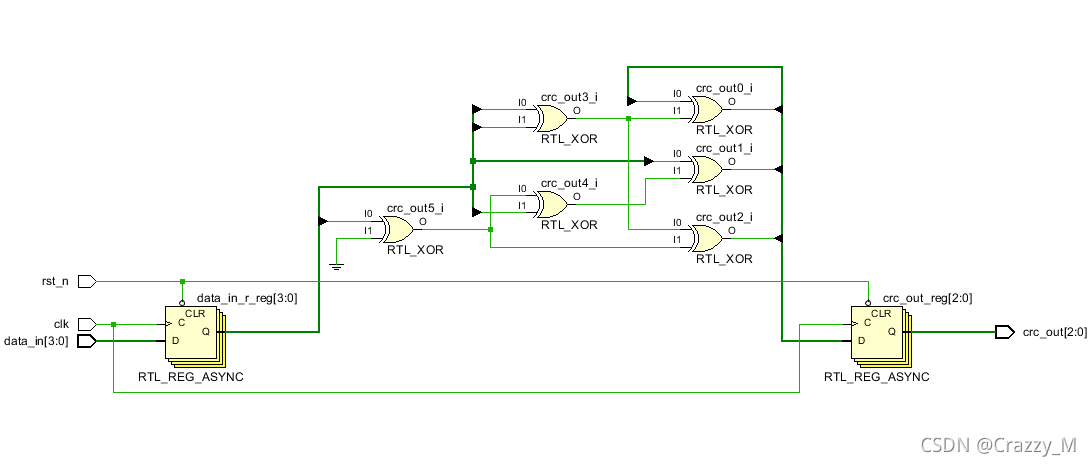 crc_out0_i
I0
I1
O
RTL_XOR
crc_out3_i
I0
I1
O
RTL_XOR
crc_out1_i
I0
I1
O
RTL_XOR
crc_out4_i
I0
I1
O
RTL_XOR
crc_out5_i
I0
I1
O
RTL_XOR
crc_out2_i
I0
I1
O
RTL_XOR
rst_n
clk
data_in[3:0]
data_in_r_reg[3:0]
CLR
C
Q
D
RTL_REG_ASYNC
crc_out_reg[2:0]
CLR
C
Q
D
RTL_REG_ASYNC
crc_out[2:0]
CSDN @Crazzy_M